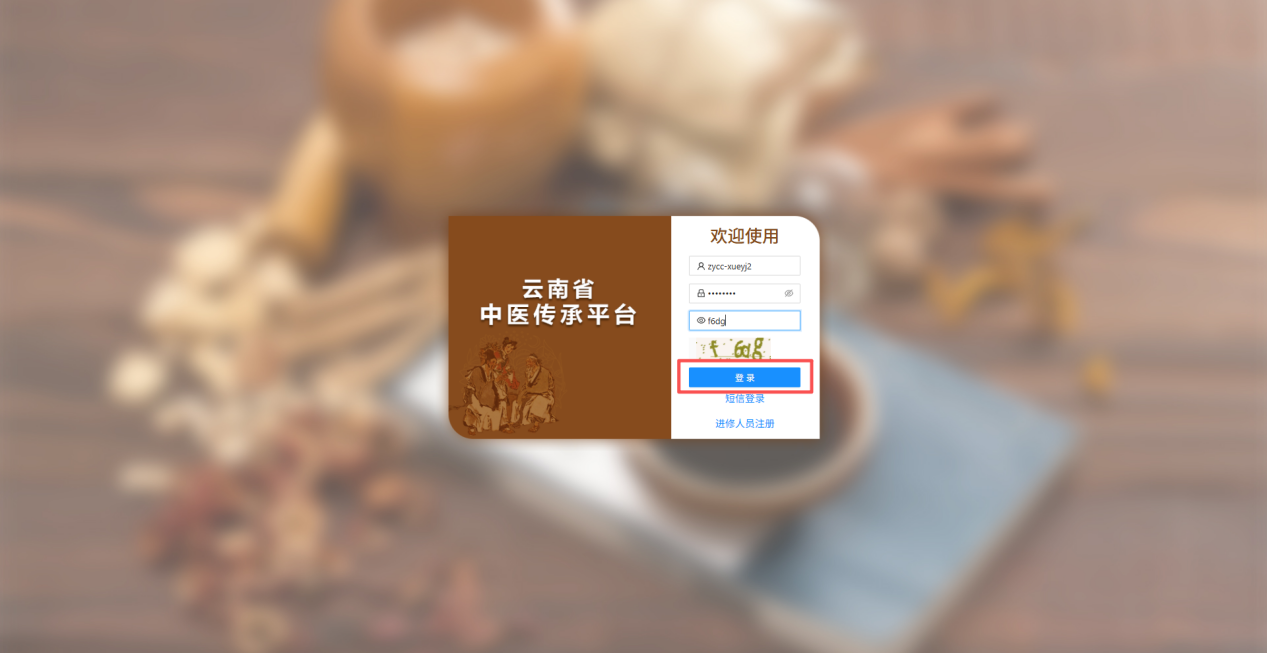 云南省
中医传承平台
欢迎使用
zycc-xueyj2
••••••••
f6dg
f 6dg
登录
短信登录
进修人员注册